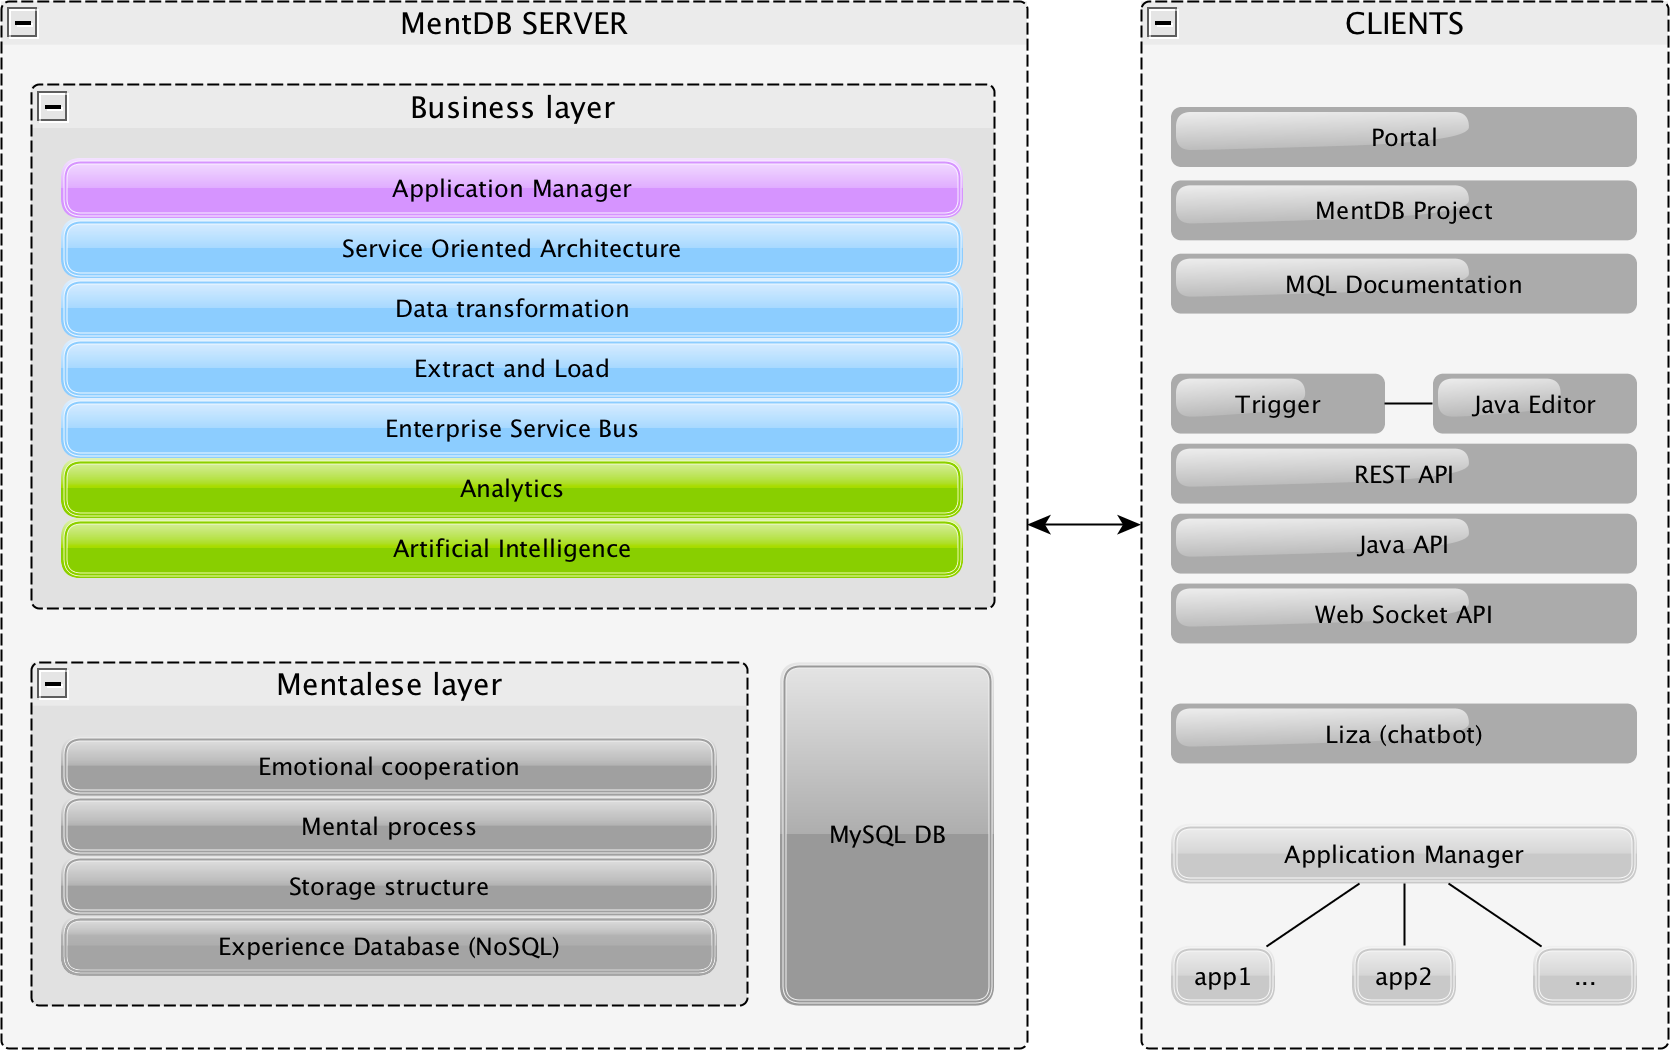 MentDB SERVER
Business layer
Application Manager
Service Oriented Architecture
Data transformation
Extract and Load
Enterprise Service Bus
Analytics
Artificial Intelligence
Mentalese layer
Emotional cooperation
Mental process
Storage structure
Experience Database (NoSQL)
MySQL DB
CLIENTS
Portal
MentDB Project
MQL Documentation
Trigger
Java Editor
REST API
Java API
Web Socket API
Liza (chatbot)
Application Manager
app1
app2
...